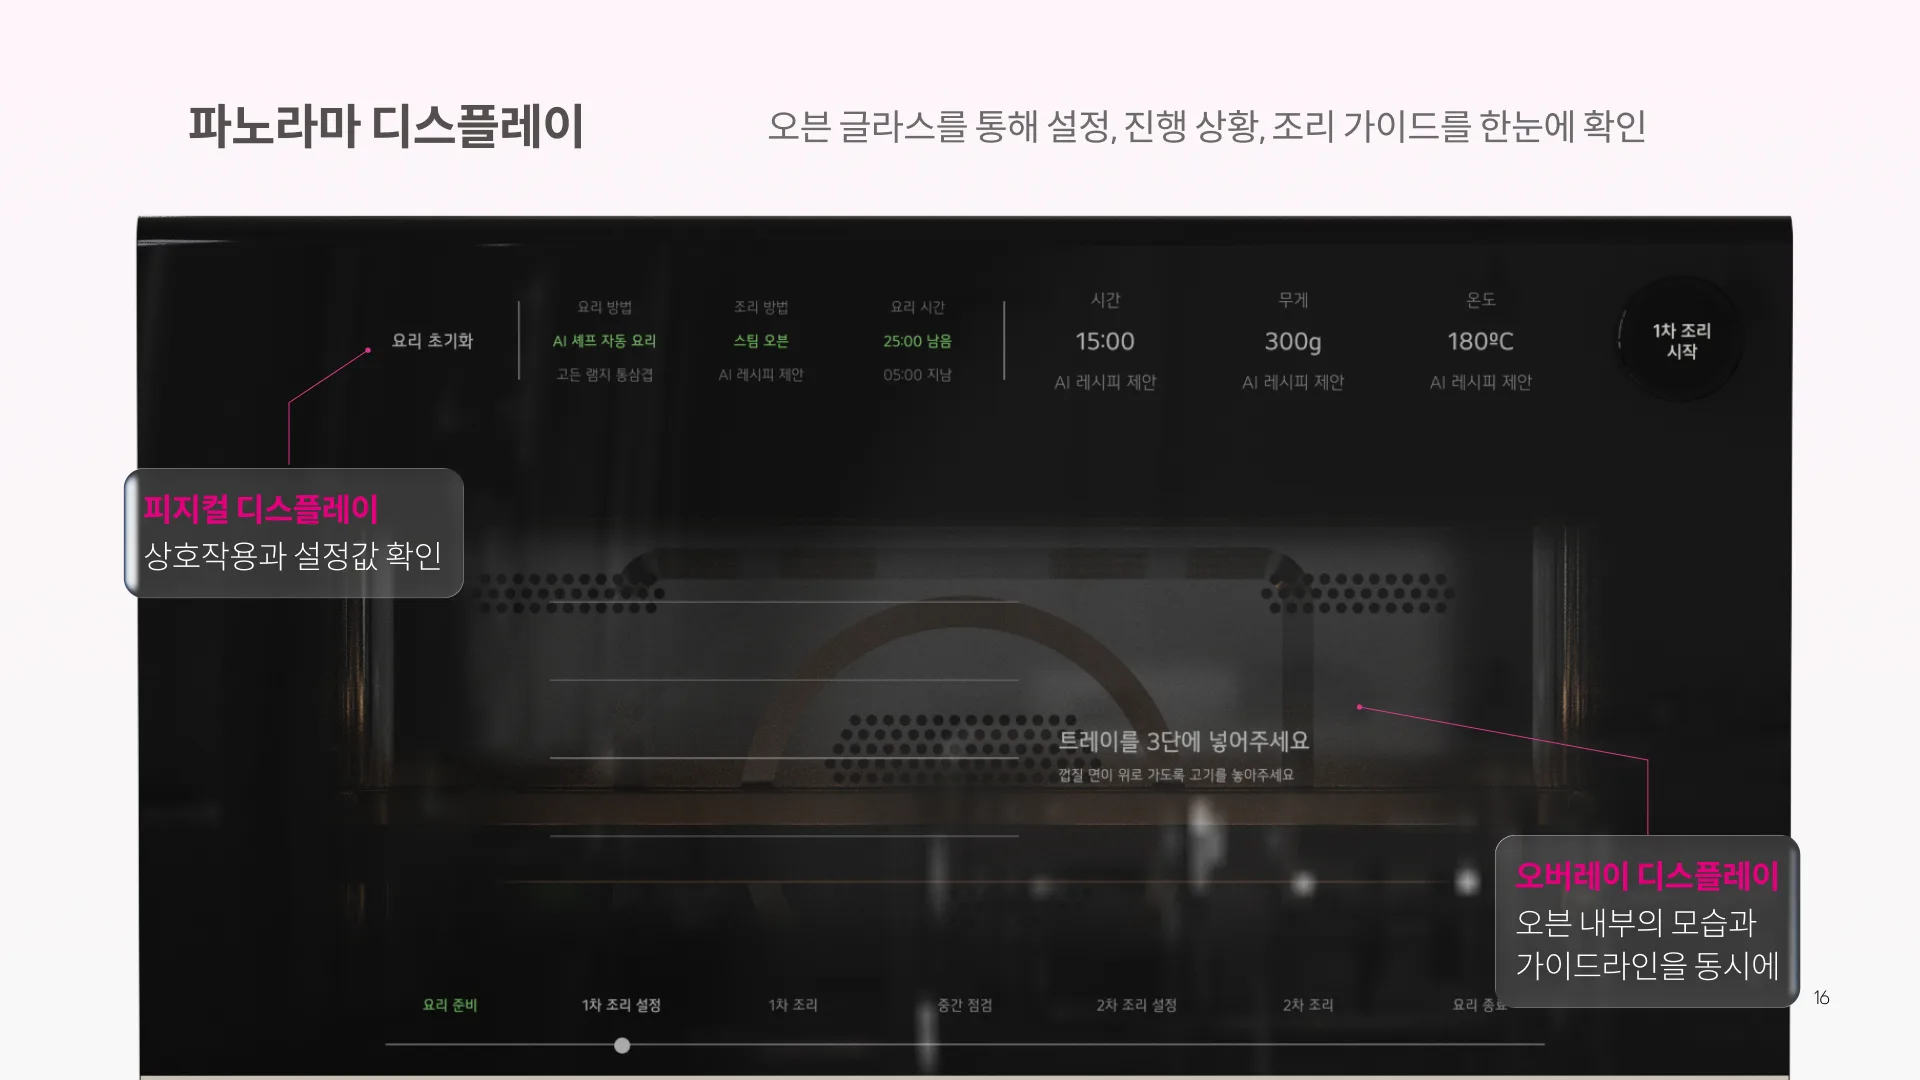 파노라마 디스플레이
오븐 글라스를 통해 설정, 진행 상황, 조리 가이드를 한눈에 확인
요리 초기화
요리 방법
AI 셰프 자동 요리
고든 램지 통삼겹
조리 방법
스팀 오븐
AI 레시피 제안
요리 시간
25:00 남음
05:00 지남
시간
15:00
AI 레시피 제안
무게
300g
AI 레시피 제안
온도
180ºC
AI 레시피 제안
1차 조리
시작
피지컬 디스플레이
상호작용과 설정값 확인
트레이를 3단에 넣어주세요
껍질 면이 위로 가도록 고기를 놓아주세요
오버레이 디스플레이
오븐 내부의 모습과
가이드라인을 동시에
요리 준비
1차 조리 설정
1차 조리
중간 점검
2차 조리 설정
2차 조리
요리 종료
16